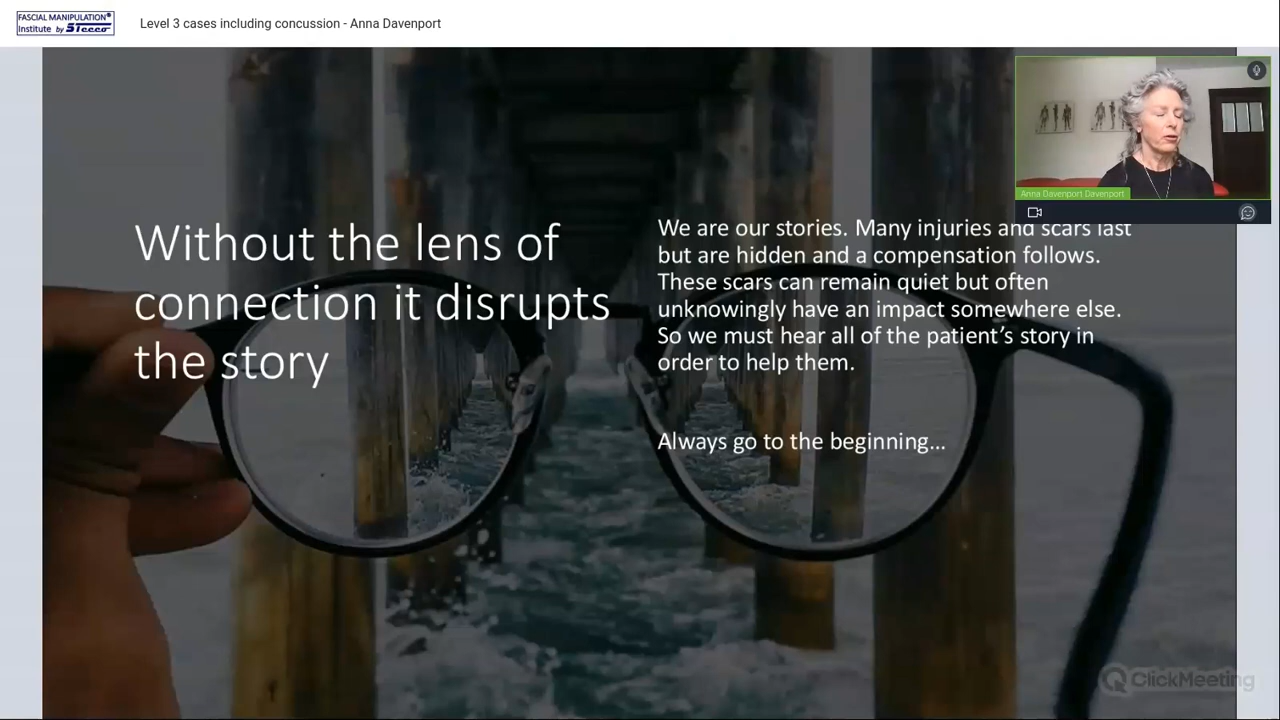 FASCIAL MANIPULATION®
Institute by Stecco
Level 3 cases including concussion - Anna Davenport
Anna Davenport Davenport
Without the lens of
connection it disrupts
the story
We are our stories. Many injuries and scars last
but are hidden and a compensation follows.
These scars can remain quiet but often
unknowingly have an impact somewhere else.
So we must hear all of the patient’s story in
order to help them.
Always go to the beginning…
ClickMeeting